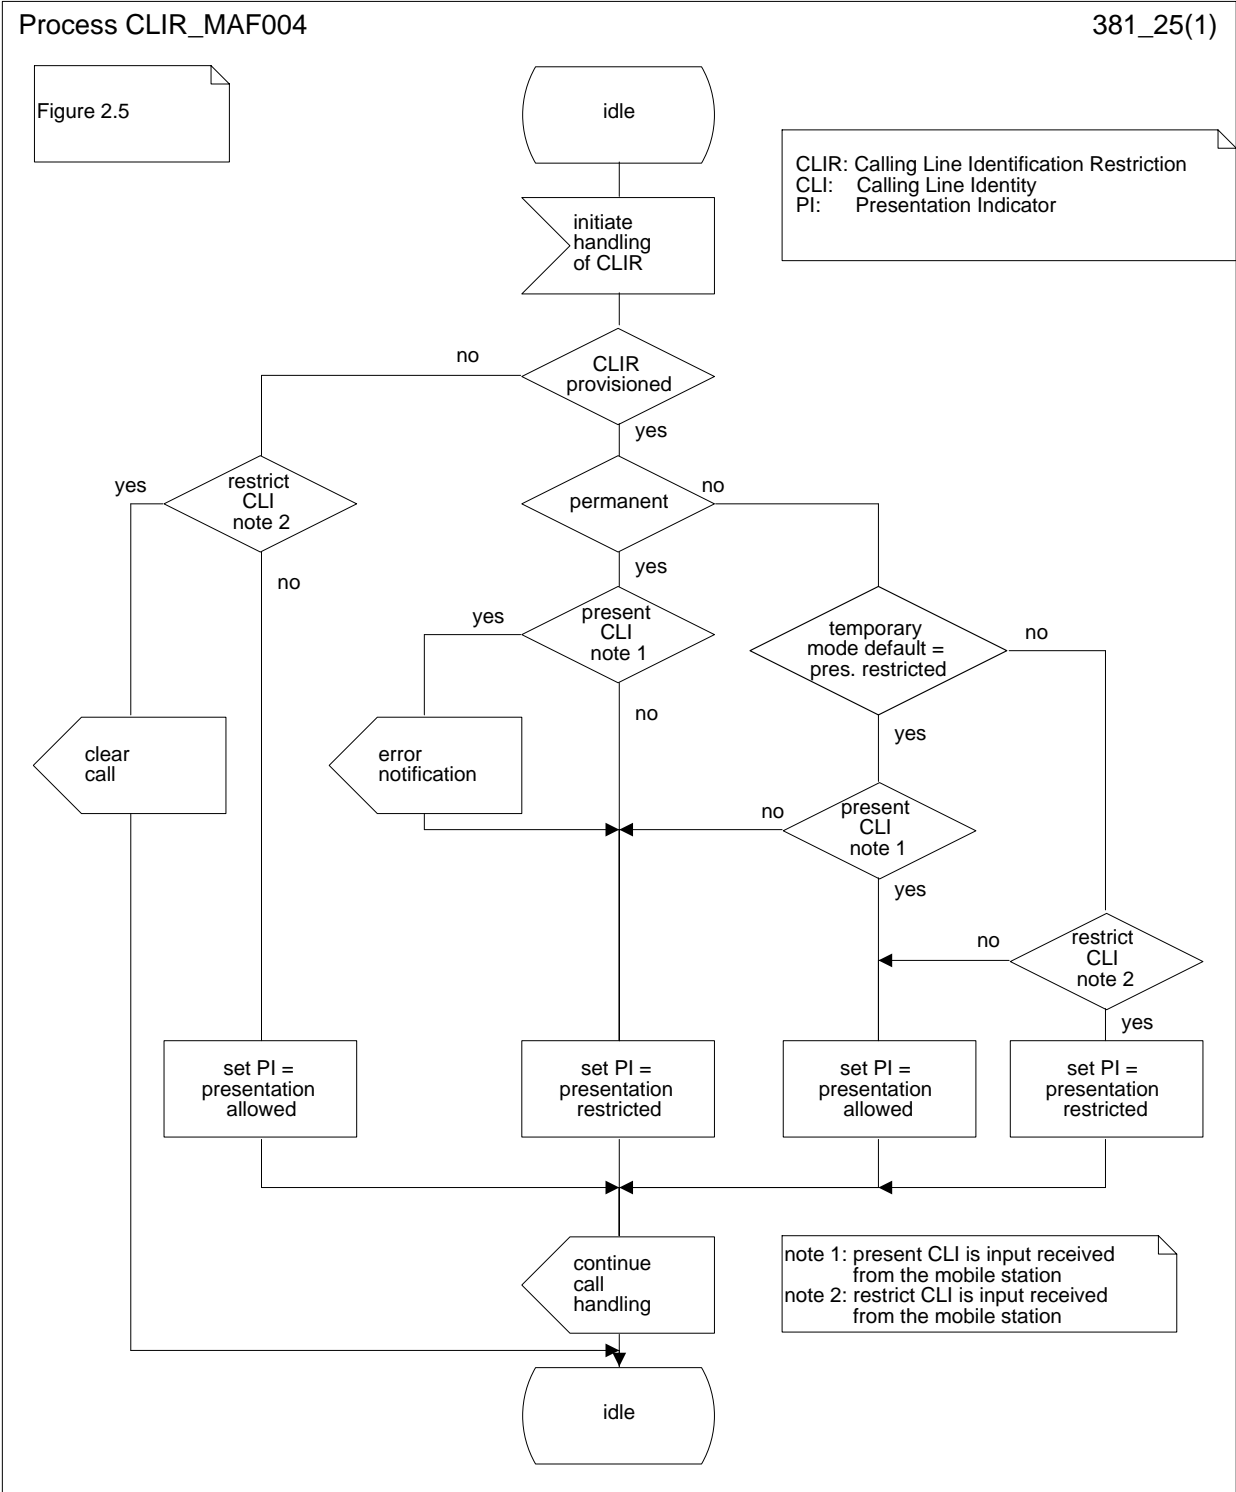 Process CLIR_MAF004
381_25(1)
Figure 2.5
idle
CLIR: Calling Line Identification Restriction
CLI: Calling Line Identity
PI: Presentation Indicator
initiate
handling
of CLIR
no
CLIR
provisioned
yes
yes
restrict
CLI
note 2
permanent
no
no
yes
yes
present
CLI
note 1
temporary
mode default =
pres. restricted
no
no
yes
clear
call
error
notification
no
present
CLI
note 1
yes
no
restrict
CLI
note 2
yes
set PI =
presentation
allowed
set PI =
presentation
restricted
set PI =
presentation
allowed
set PI =
presentation
restricted
continue
call
handling
note 1: present CLI is input received
from the mobile station
note 2: restrict CLI is input received
from the mobile station
idle